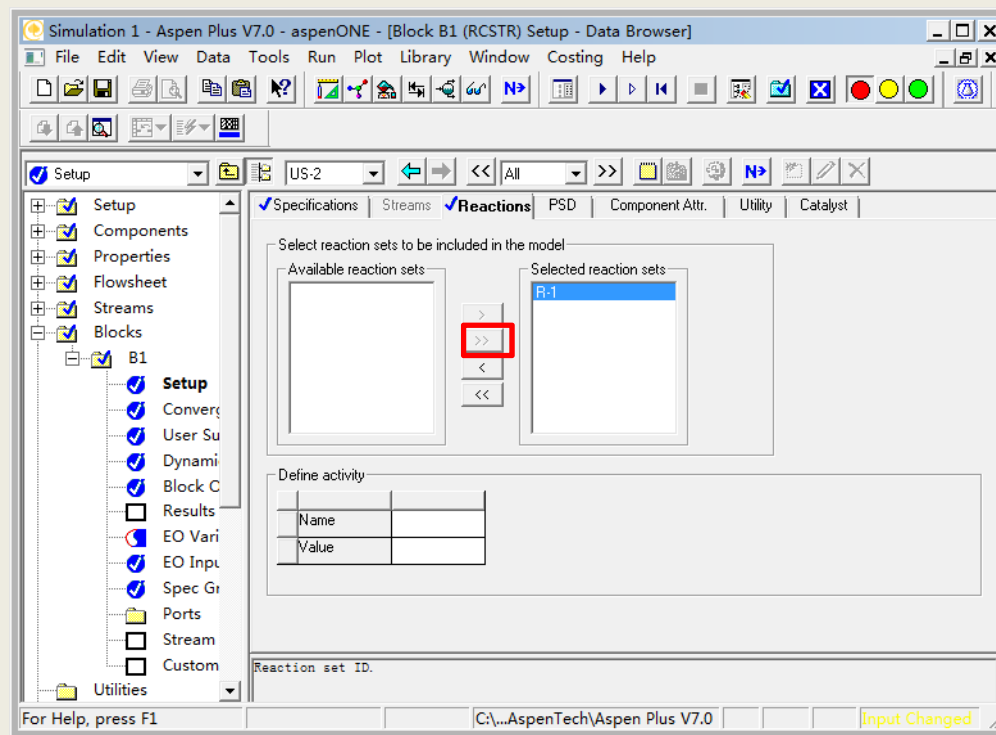 Simulation 1 - Aspen Plus V7.0 - aspenONE - [Block B1 (RCSTR) Setup - Data Browser]
File Edit View Data Tools Run Plot Library Window Costing Help
N>
Setup US-2 << All >> N>
Setup
Components
Properties
Flowsheet
Streams
Blocks
B1
Setup
Converg
User Su
Dynami
Block O
Results
EO Vari
EO Inpu
Spec Gr
Ports
Stream
Custom
Utilities
Specifications Streams Reactions PSD Component Attr. Utility Catalyst
Select reaction sets to be included in the model
Available reaction sets Selected reaction sets
R-1
>
>>
<
<<
Define activity
Name
Value
Reaction set ID.
For Help, press F1 C:\...AspenTech\Aspen Plus V7.0 Input Changed